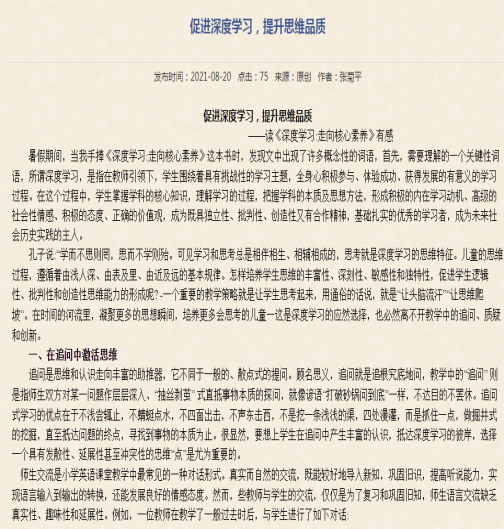 促进深度学习，提升思维品质
发布时间：2021-08-20 点击：75 来源：原创 作者：张菊平
促进深度学习，提升思维品质
——读《深度学习:走向核心素养》有感
暑假期间，当我手捧《深度学习:走向核心素养》这本书时，发现文中出现了许多概念性的词语，首先，需要理解的一个关键性词
语，所谓深度学习，是指在教师引领下，学生围绕着具有挑战性的学习主题，全身心积极参与、体验成功、获得发展的有意义的学习
过程。在这个过程中，学生掌握学科的核心知识，理解学习的过程，把握学科的本质及思想方法，形成积极的内在学习动机、高级的
社会性情感、积极的态度、正确的价值观，成为既具独立性、批判性、创造性又有合作精神，基础扎实的优秀的学习者，成为未来社
会历史实践的主人。
孔子说:“学而不思则罔，思而不学则殆。可见学习和思考总是相伴相生、相辅相成的，思考就是深度学习的思维特征。儿童的思维
过程，遵循着由浅入深、由表及里、由近及远的基本规律。怎样培养学生思维的丰富性、深刻性、敏感性和独特性，促进学生逻辑
性、批判性和创造性思维能力的形成呢?-一个重要的教学策略就是让学生思考起来，用通俗的话说，就是“让头脑流汗”“让思维爬
坡”。在时间的河流里，凝聚更多的思想瞬间，培养更多会思考的儿童一这是深度学习的应然选择，也必然离不开教学中的追问、质疑
和创新。
一、在追问中激活思维
追问是思维和认识走向丰富的助推器，它不同于一般的、散点式的提问。顾名思义，追问就是追根究底地问，教学中的“追问” 则
是指师生双方对某一问题作层层深入、“抽丝剥茧” 式直抵事物本质的探问，就像谚语“打破砂锅问到底”一样，不达目的不罢休。追问
式学习的优点在于不浅尝辄止，不蜻蜓点水，不四面出击，不声东击西，不是挖一条浅浅的渠，四处漫灌，而是抓住一点，做掘井式
的挖掘，直至抵达问题的终点，寻找到事物的本质为止。很显然，要想上学生在追问中产生丰富的认识，抵达深度学习的彼岸，选择
一个具有发散性、延展性甚至冲突性的思维“点”是尤为重要的。
师生交流是小学英语课堂教学中最常见的一种对话形式。真实而自然的交流，既能较好地导入新知，巩固旧识，提高听说能力，实
现语言输入到输出的转换，还能发展良好的情感态度。然而，些教师与学生的交流，仅仅是为了复习和巩固旧知，师生语言交流缺乏
真实性、趣味性和延展性。例如，一位教师在教学了一般过去时后，与学生进行了如下对话: